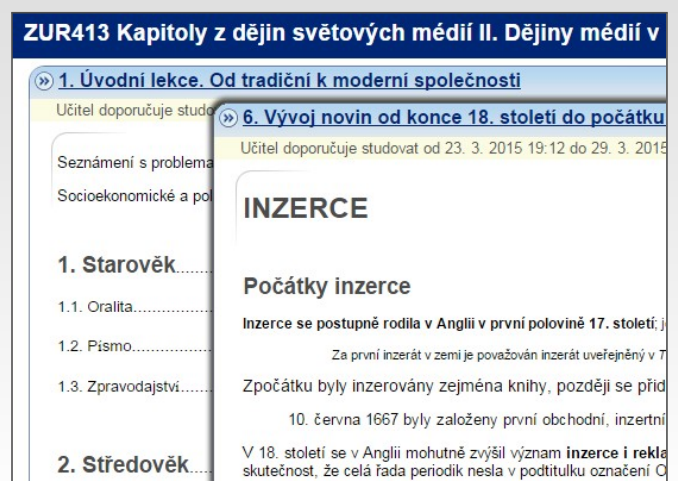 ZUR413 Kapitoly z dějin světových médií II. Dějiny médií v
1. Úvodní lekce. Od tradiční k moderní společnosti
Učitel doporučuje studo
Seznámení s problema
Socioekonomické a pol
1. Starověk
1.1. Oralita
1.2. Písmo
1.3. Zpravodajství
2. Středověk
6. Vývoj novin od konce 18. století do počátku
Učitel doporučuje studovat od 23. 3. 2015 19:12 do 29. 3. 2015
INZERCE
Počátky inzerce
Inzerce se postupně rodila v Anglii v první polovině 17. století; j
Za první inzerát v zemi je považován inzerát uveřejněný v T
Zpočátku byly inzerovány zejména knihy, později se přid
10. června 1667 byly založeny první obchodní, inzertní
V 18. století se v Anglii mohutně zvýšil význam inzerce i rekla
skutečnost, že celá řada periodik nesla v podtitulku označení O